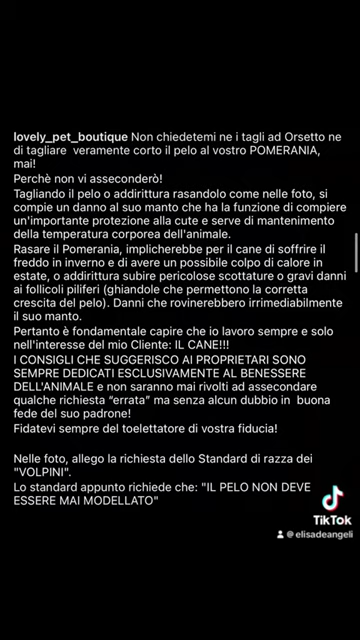 lovely_pet_boutique Non chiedetemi ne i tagli ad Orsetto ne
di tagliare veramente corto il pelo al vostro POMERANIA,
mai!
Perchè non vi asseconderò!
Tagliando il pelo o addirittura rasandolo come nelle foto, si
compie un danno al suo manto che ha la funzione di compiere
un'importante protezione alla cute e serve di mantenimento
della temperatura corporea dell'animale.
Rasare il Pomerania, implicherebbe per il cane di soffrire il
freddo in inverno e di avere un possibile colpo di calore in
estate, o addirittura subire pericolose scottature o gravi danni
ai follicoli piliferi (ghiandole che permettono la corretta
crescita del pelo). Danni che rovinerebbero irrimediabilmente
il suo manto.
Pertanto è fondamentale capire che io lavoro sempre e solo
nell'interesse del mio Cliente: IL CANE!!!
I CONSIGLI CHE SUGGERISCO AI PROPRIETARI SONO
SEMPRE DEDICATI ESCLUSIVAMENTE AL BENESSERE
DELL'ANIMALE e non saranno mai rivolti ad assecondare
qualche richiesta “errata” ma senza alcun dubbio in buona
fede del suo padrone!
Fidatevi sempre del toelettatore di vostra fiducia!
Nelle foto, allego la richiesta dello Standard di razza dei
"VOLPINI".
Lo standard appunto richiede che: "IL PELO NON DEVE
ESSERE MAI MODELLATO"
TikTok
@elisadeangeli